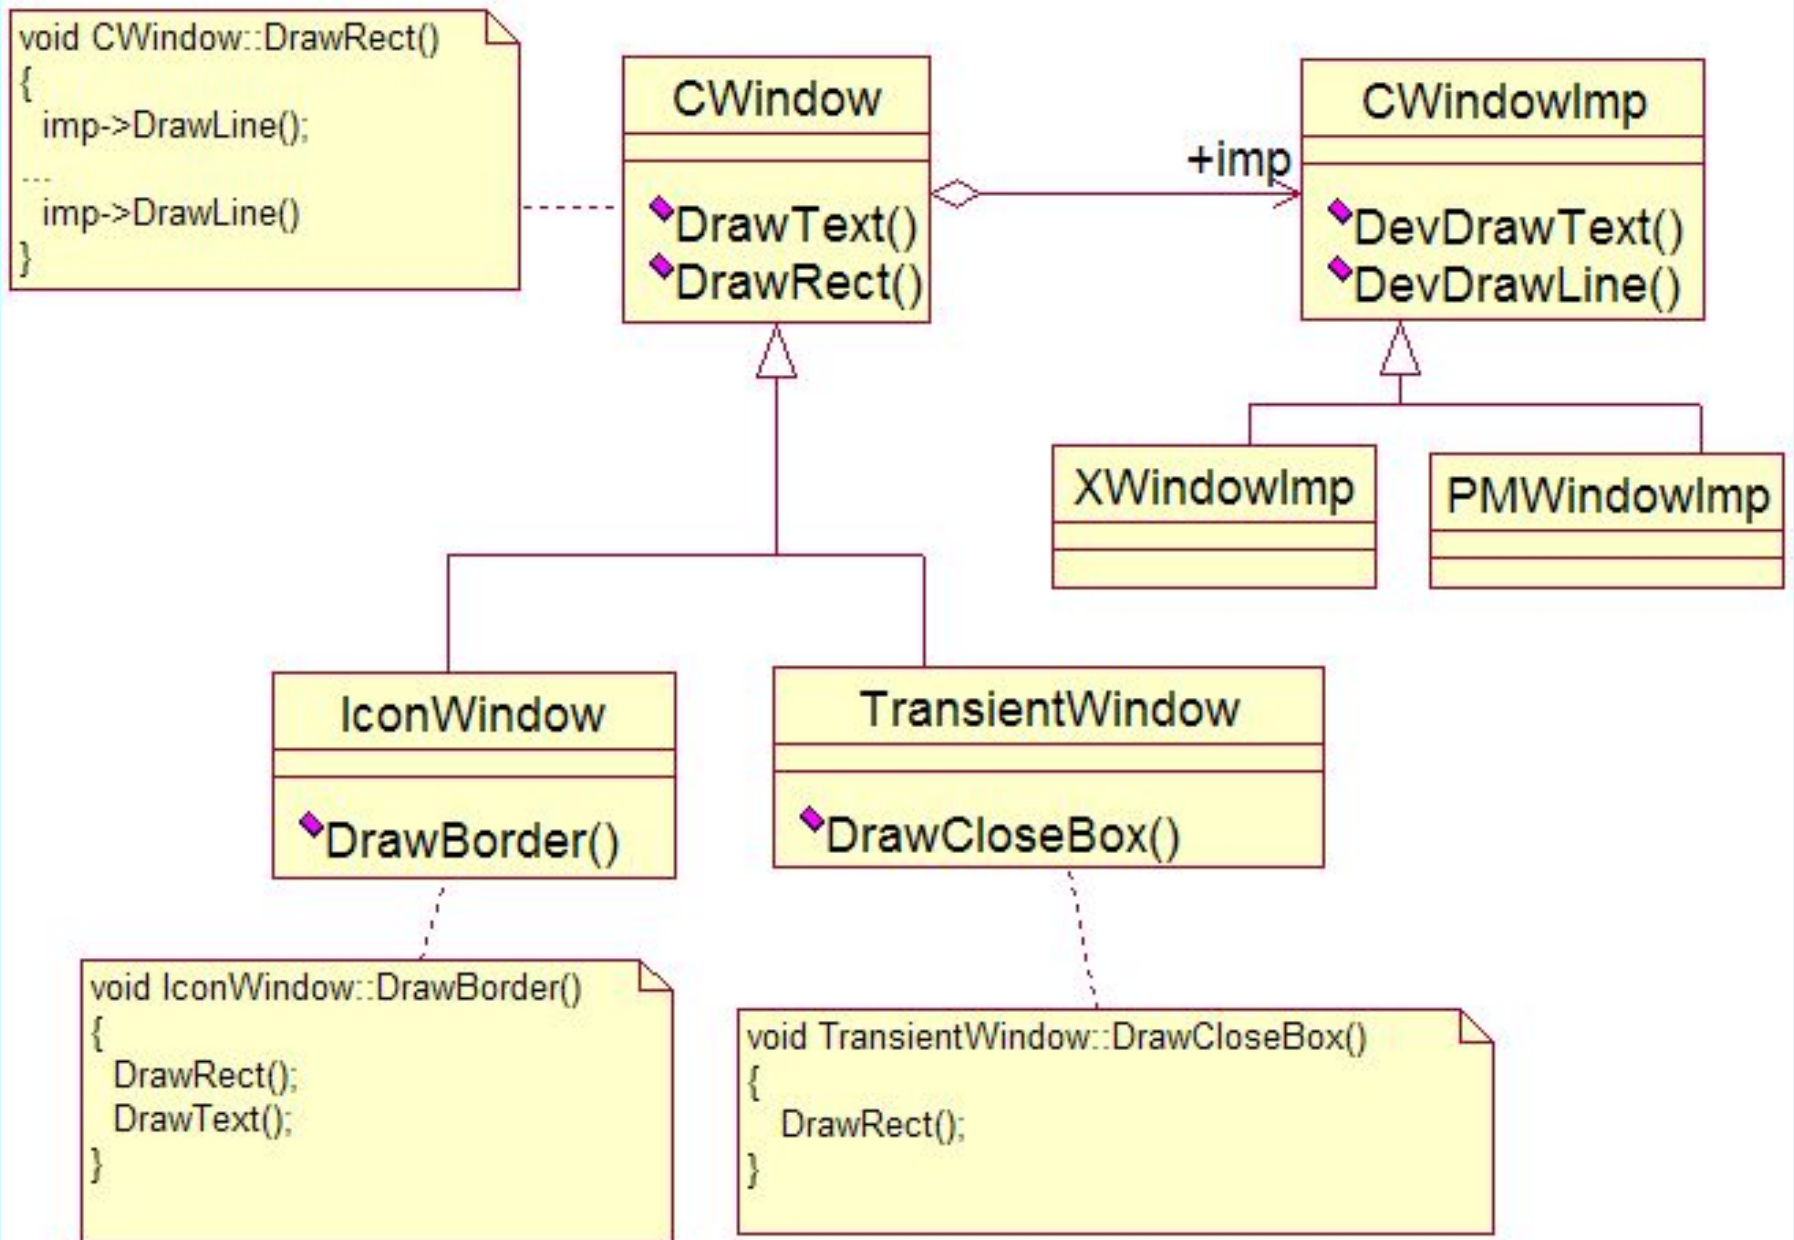 void CWindow::DrawRect()
{
imp->DrawLine();
...
imp->DrawLine()
}
CWindow
DrawText()
DrawRect()
+imp
CWindowImp
DevDrawText()
DevDrawLine()
XWindowImp
PMWindowImp
IconWindow
DrawBorder()
TransientWindow
DrawCloseBox()
void IconWindow::DrawBorder()
{
DrawRect();
DrawText();
}
void TransientWindow::DrawCloseBox()
{
DrawRect();
}